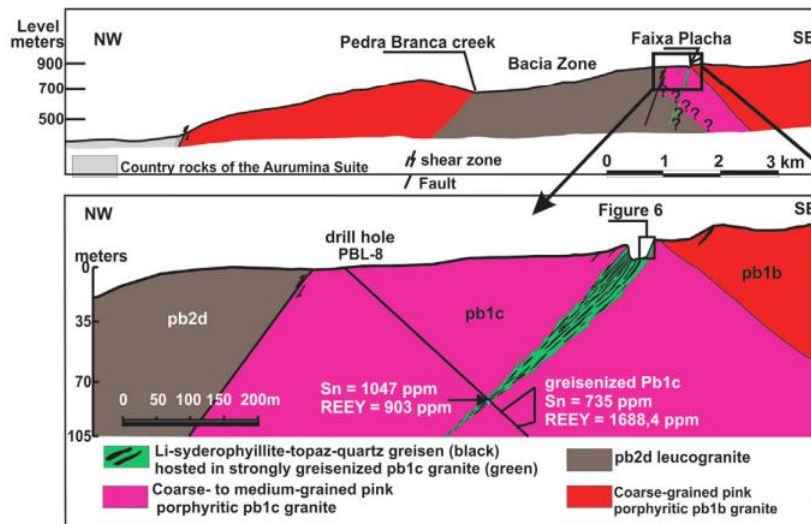 Level
meters
NW
Pedra Branca creek
Bacia Zone
Faixa Placha
SE
900
700
500
? ? ? ? ? ? ?
Country rocks of the Aurumina Suite
shear zone
Fault
0 1 2 3 km
NW
Figure 6
SE
meters
drill hole
PBL-8
0
35
70
105
pb2d
pb1c
pb1b
0 50 100 150 200m
Sn = 1047 ppm
REEY = 903 ppm
greisenized Pb1c
Sn = 735 ppm
REEY = 1688,4 ppm
Li-syderophyillite-topaz-quartz greisen (black)
hosted in strongly greisenized pb1c granite (green)
pb2d leucogranite
Coarse- to medium-grained pink
porphyritic pb1c granite
Coarse-grained pink
porphyritic pb1b granite